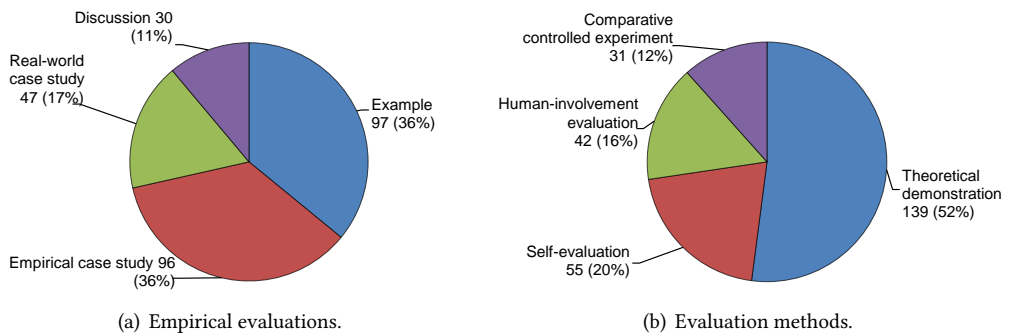 Discussion 30
(11%)
Real-world
case study
47 (17%)
Example
97 (36%)
Empirical case study 96
(36%)
(a) Empirical evaluations.
Comparative
controlled experiment
31 (12%)
Human-involvement
evaluation
42 (16%)
Theoretical
demonstration
139 (52%)
Self-evaluation
55 (20%)
(b) Evaluation methods.